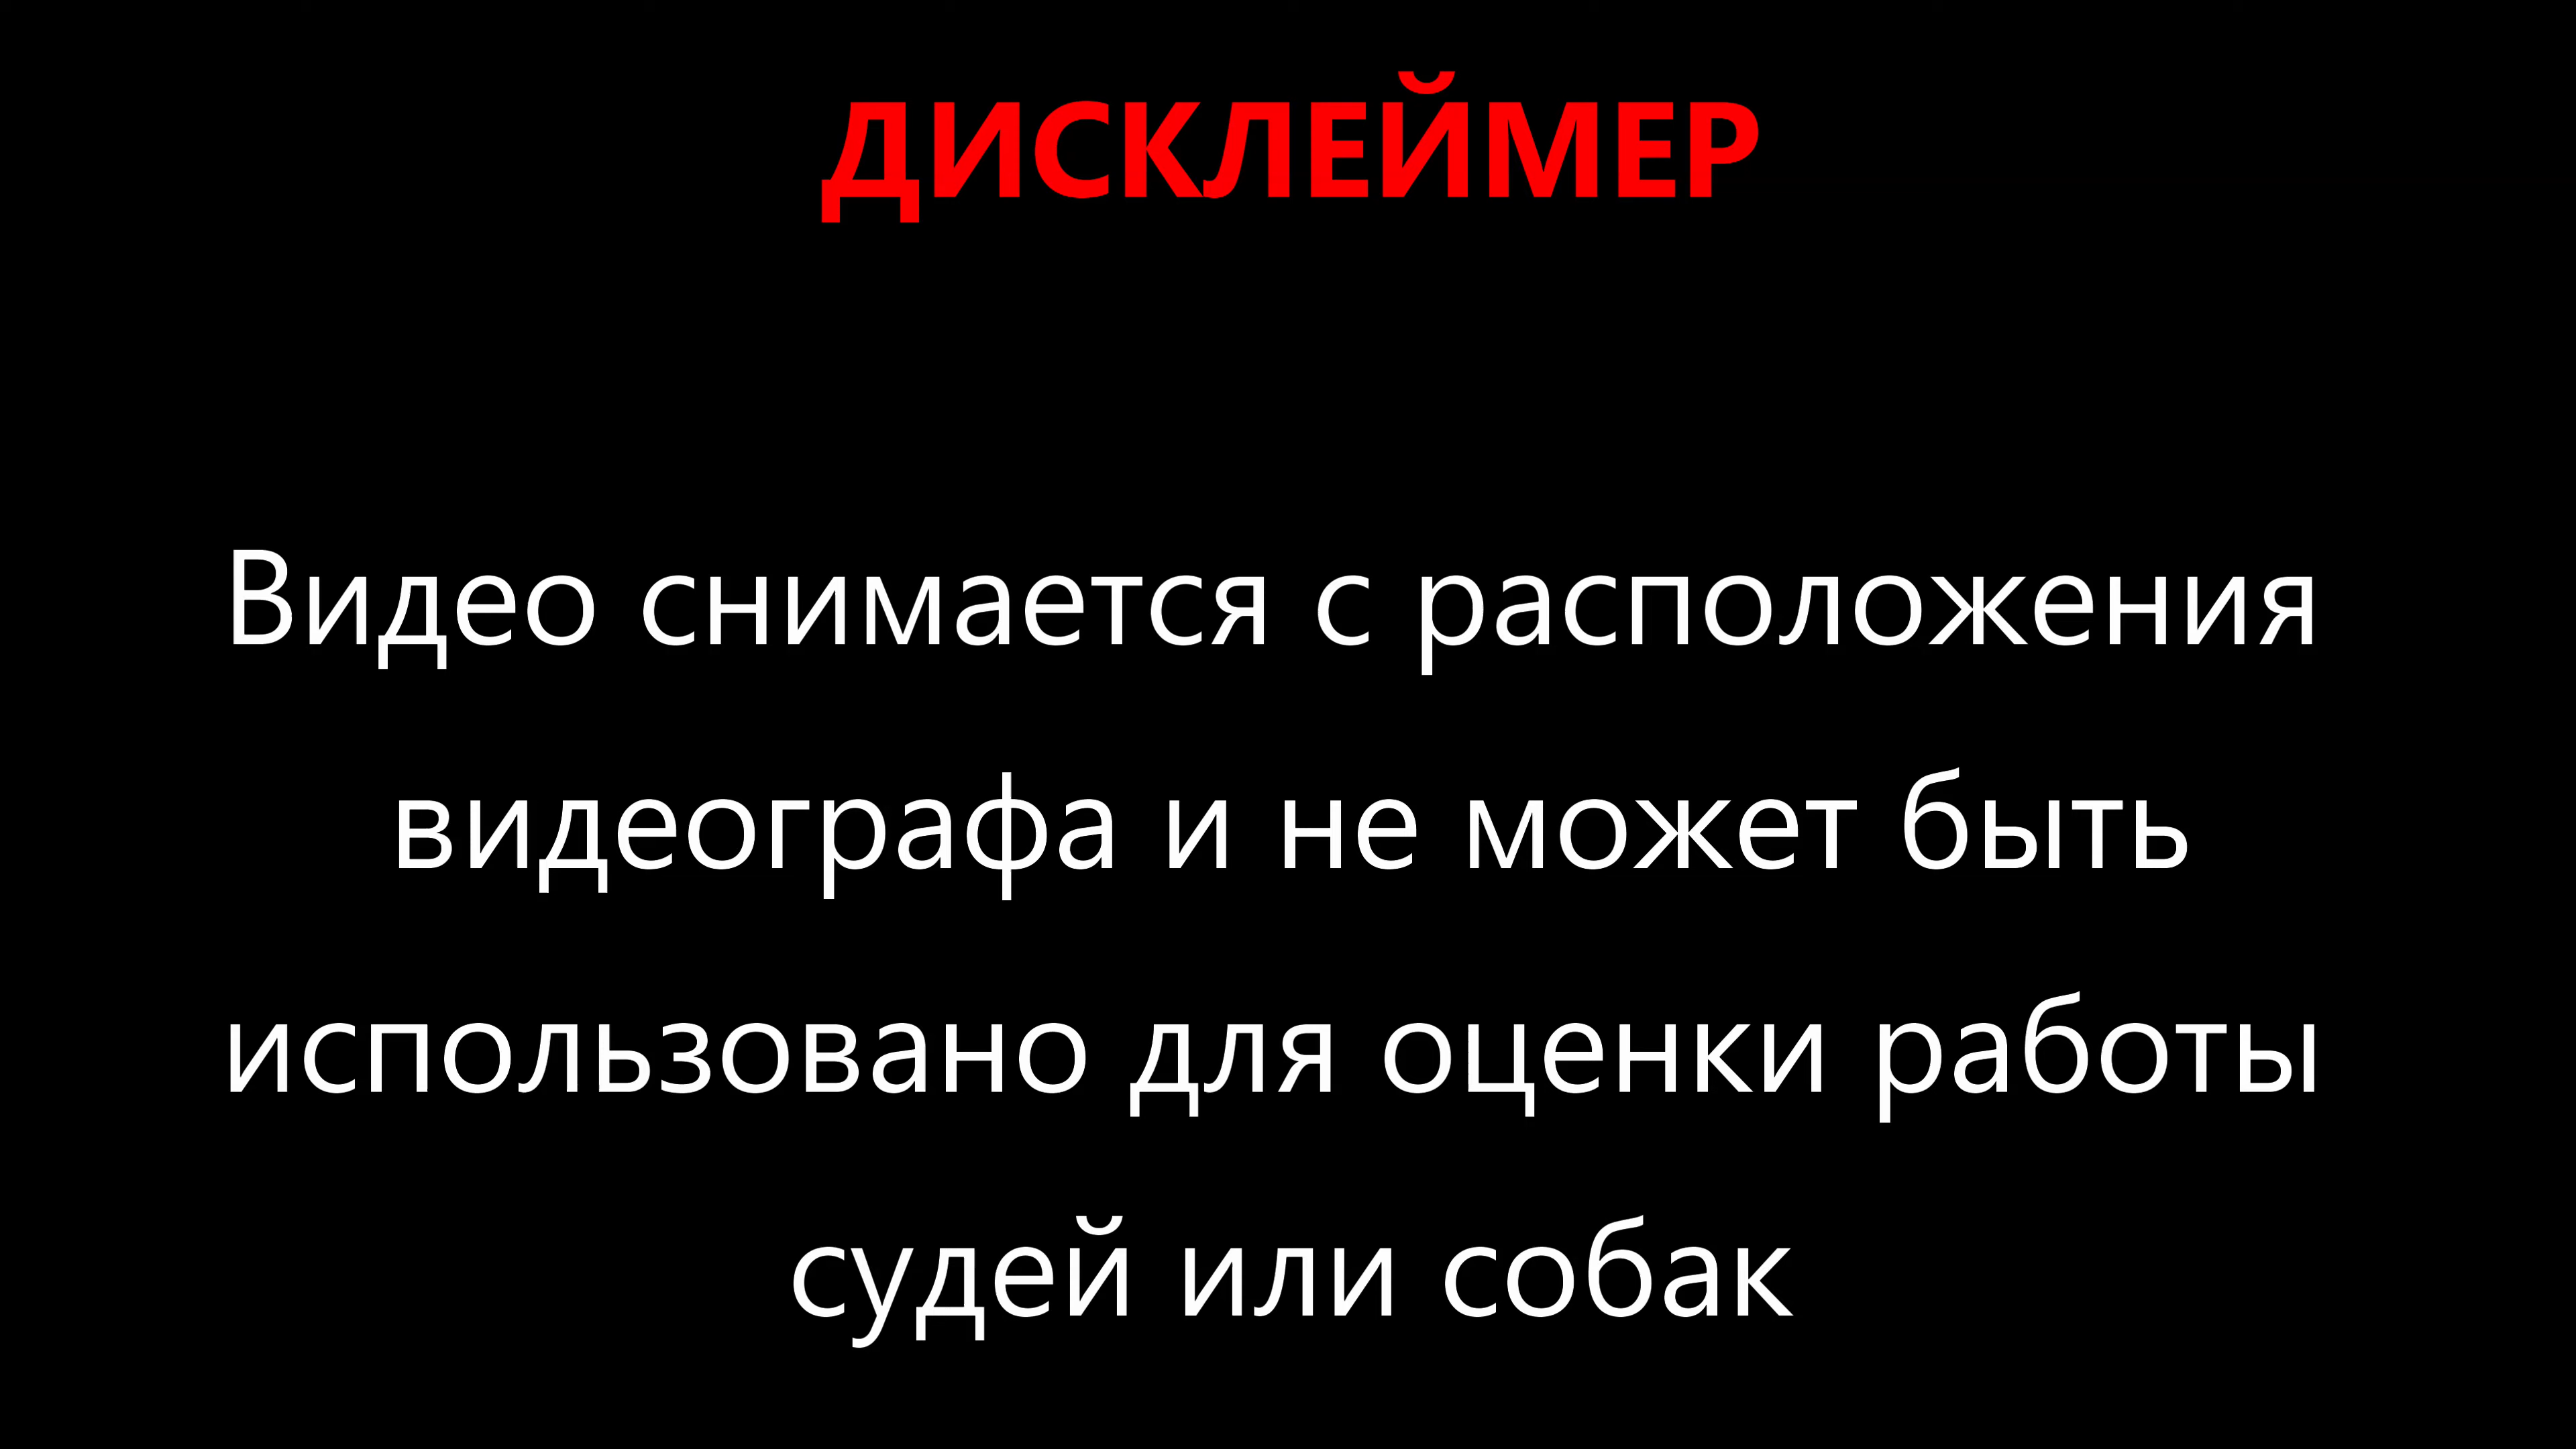 ДИСКЛЕЙМЕР
Видео снимается с расположения
видеографа и не может быть
использовано для оценки работы
судей или собак